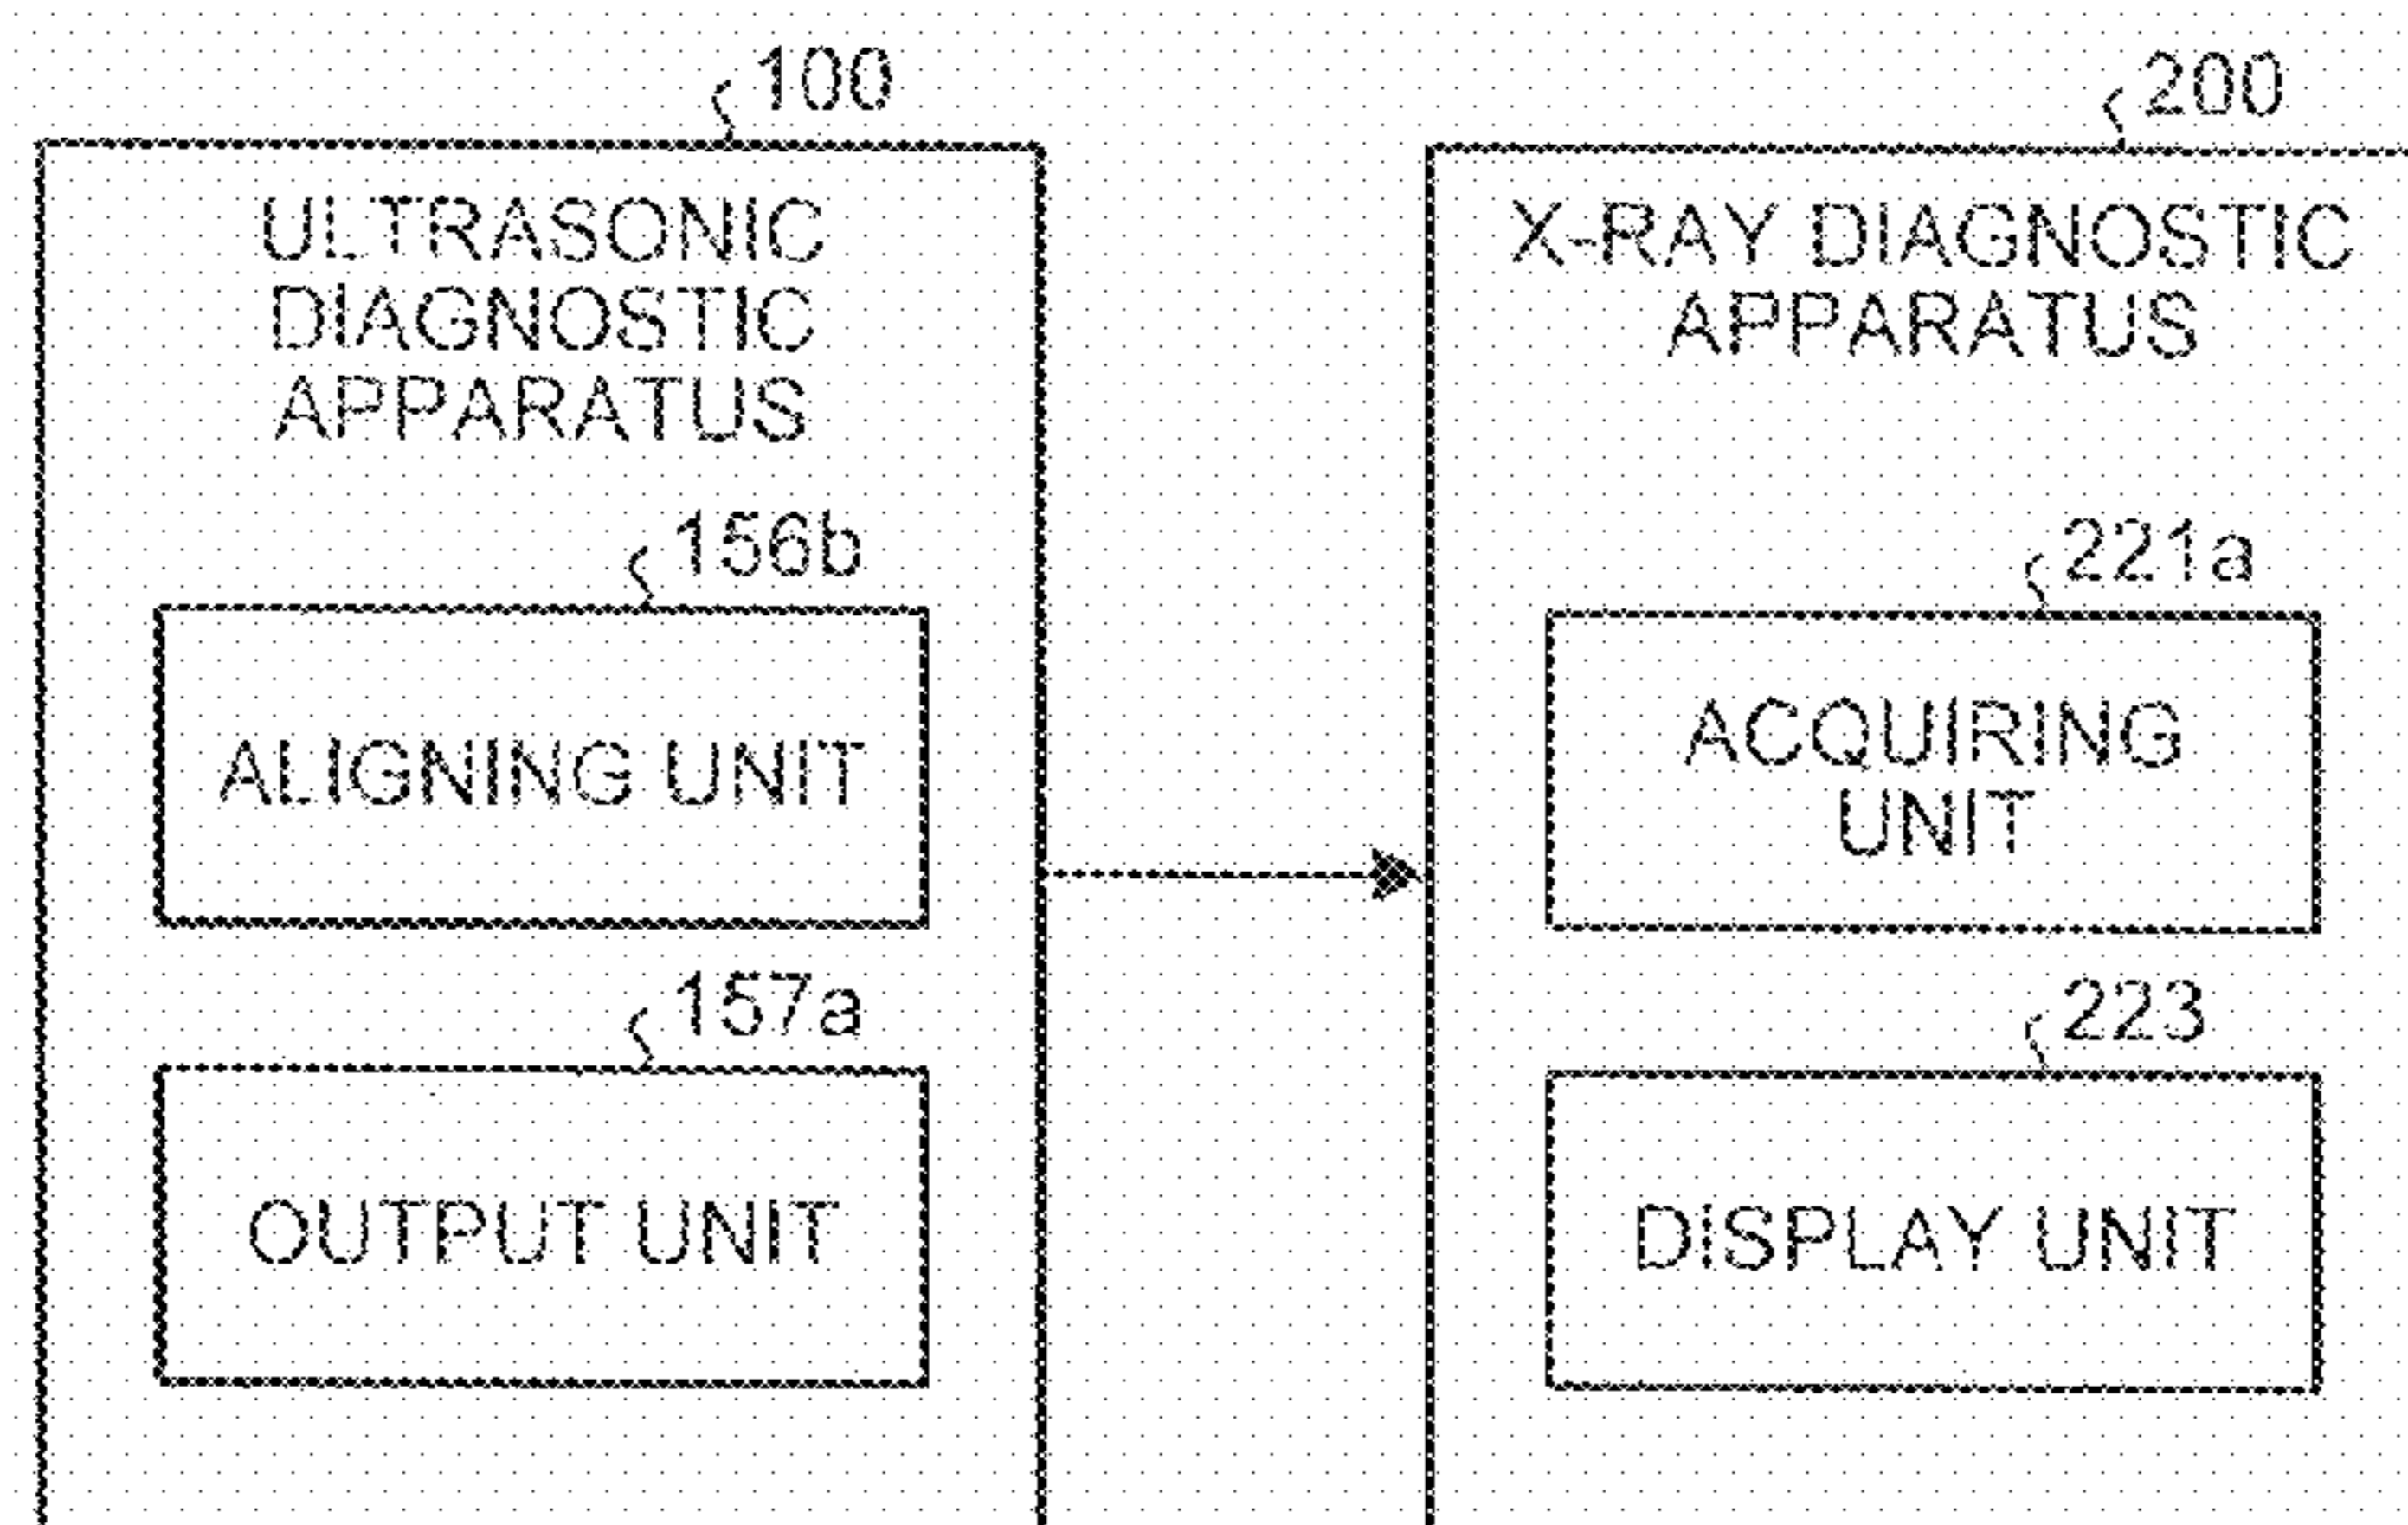 100
ULTRASONIC
DIAGNOSTIC
APPARATUS
156b
ALIGNING UNIT
157a
OUTPUT UNIT
200
X-RAY DIAGNOSTIC
APPARATUS
221a
ACQUIRING
UNIT
223
DISPLAY UNIT